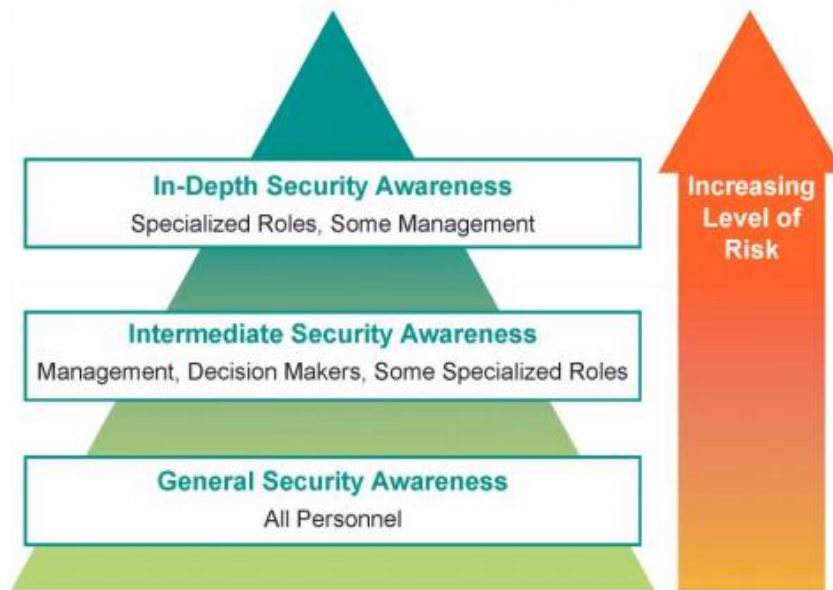 In-Depth Security Awareness
Specialized Roles, Some Management
Increasing
Level of
Risk
Intermediate Security Awareness
Management, Decision Makers, Some Specialized Roles
General Security Awareness
All Personnel